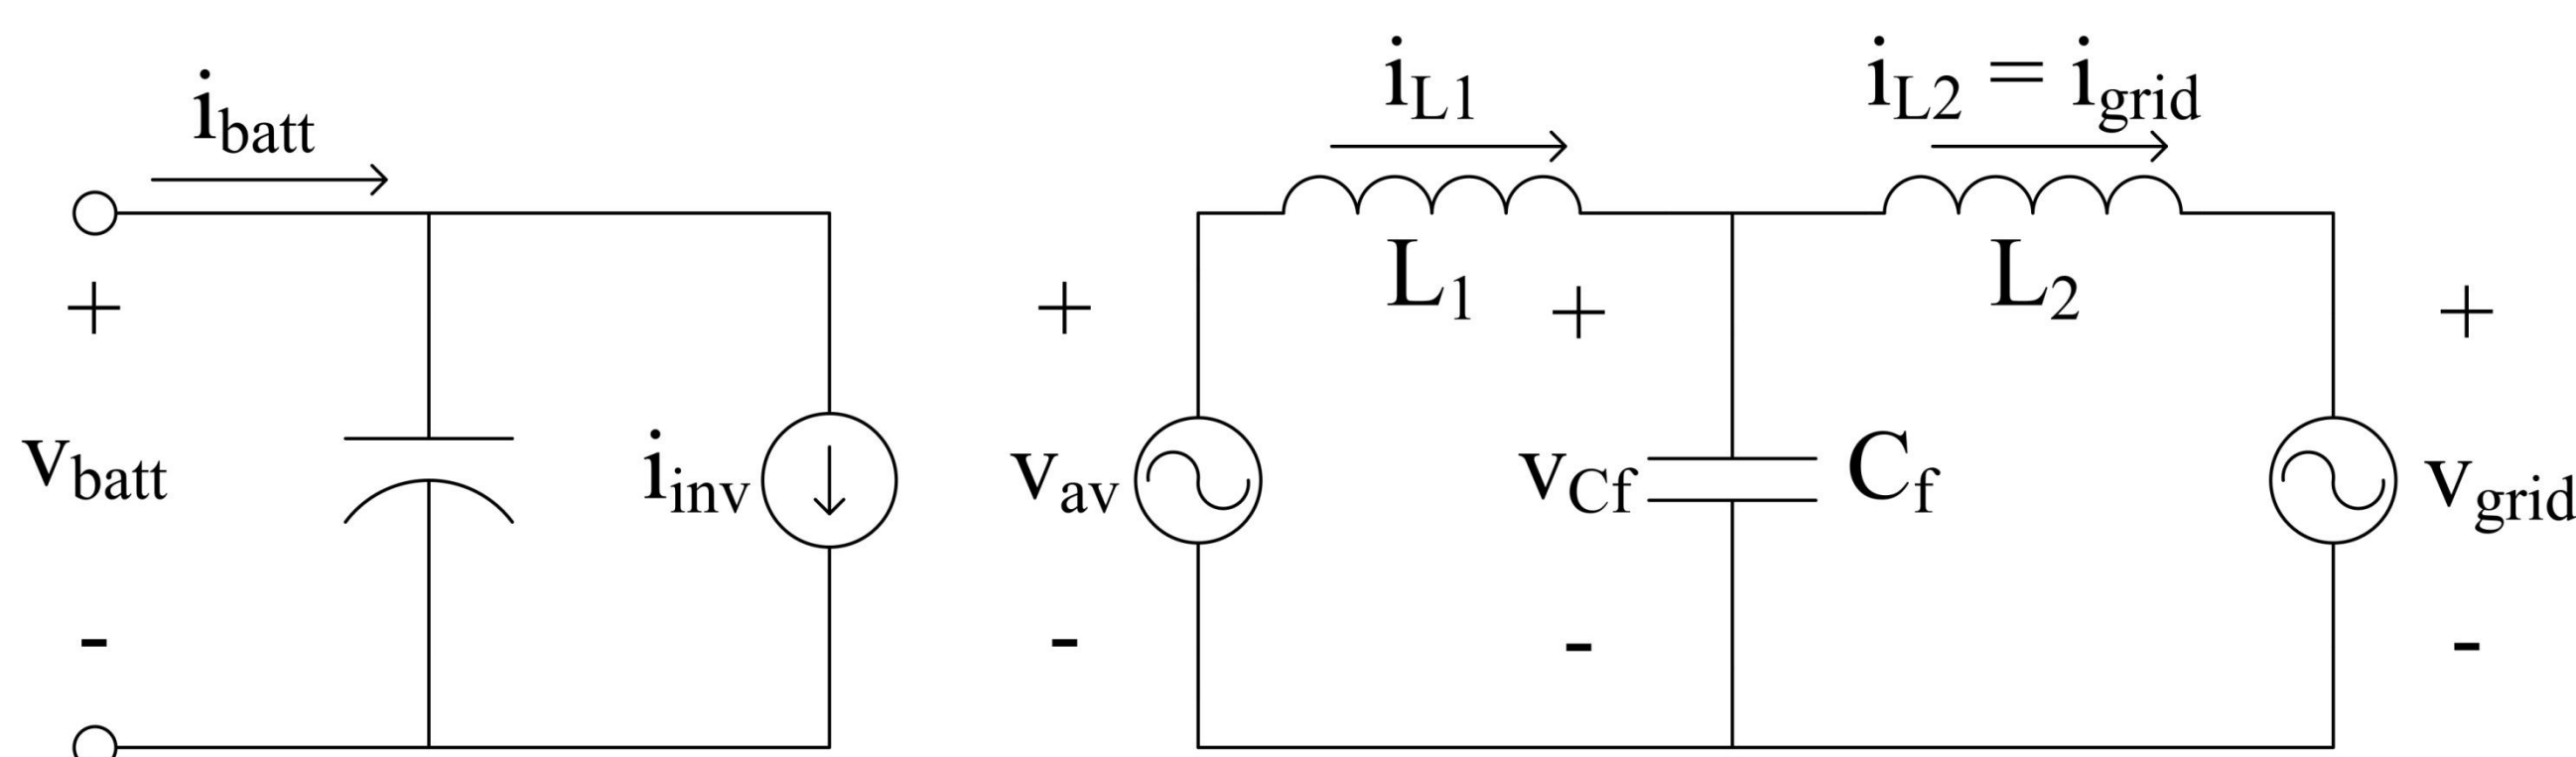 i_batt
i_L1
i_L2 = i_grid
L_1
L_2
+
+
+
+
v_batt
i_inv
v_av
v_Cf
C_f
v_grid
-
-
-
-